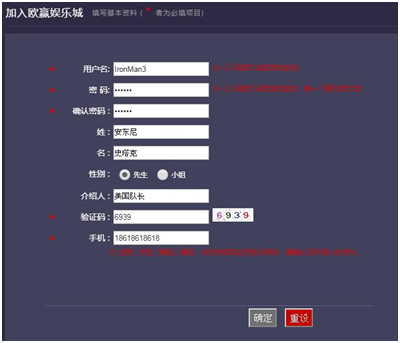 加入欧赢娱乐城 填写基本资料 ( * 者为必填项目)
* 用户名: IronMan3
* 密 码: ••••••
* 确认密码 : ••••••
姓 : 安东尼
名 : 史塔克
性别 : 先生 小姐
介绍人 : 美国队长
* 验证码 : 6939 6939
* 手机 : 18618618618
确定 重设